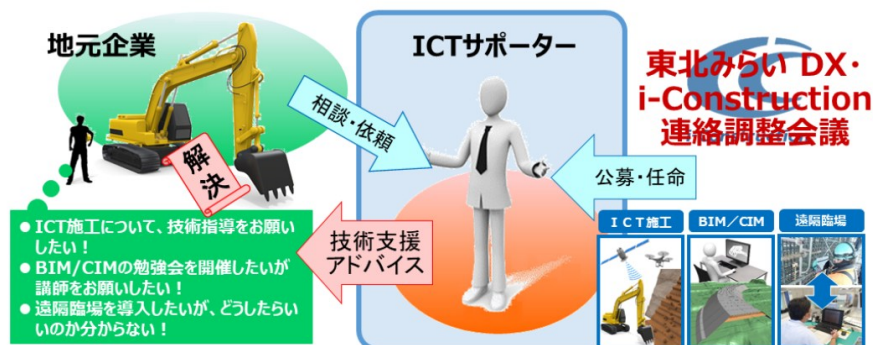 地元企業
ICTサポーター
東北みらい DX・
i-Construction
連絡調整会議
相談・依頼
解決
公募・任命
技術支援
アドバイス
● ICT施工について、技術指導をお願い
したい！
● BIM/CIMの勉強会を開催したいが
講師をお願いしたい！
● 遠隔臨場を導入したいが、どうしたらい
いのか分からない！
ＩＣＴ施工
BIM／CIM
遠隔臨場